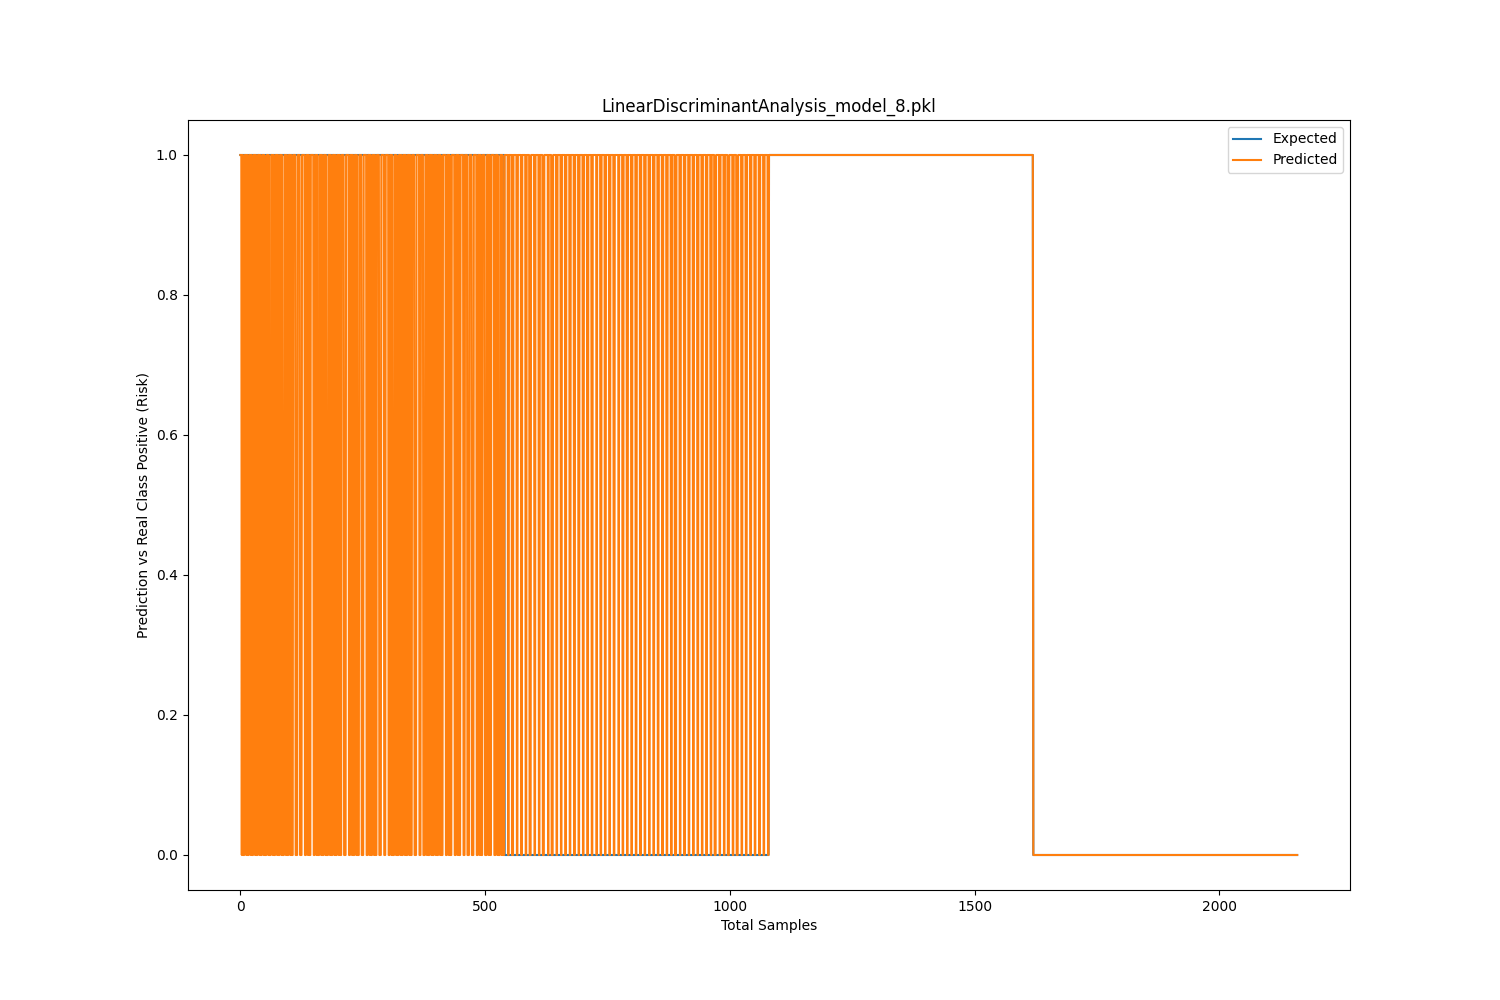 LinearDiscriminantAnalysis_model_8.pkl
Expected
Predicted
1.0
0.8
0.6
0.4
0.2
0.0
Prediction vs Real Class Positive (Risk)
0
500
1000
1500
2000
Total Samples